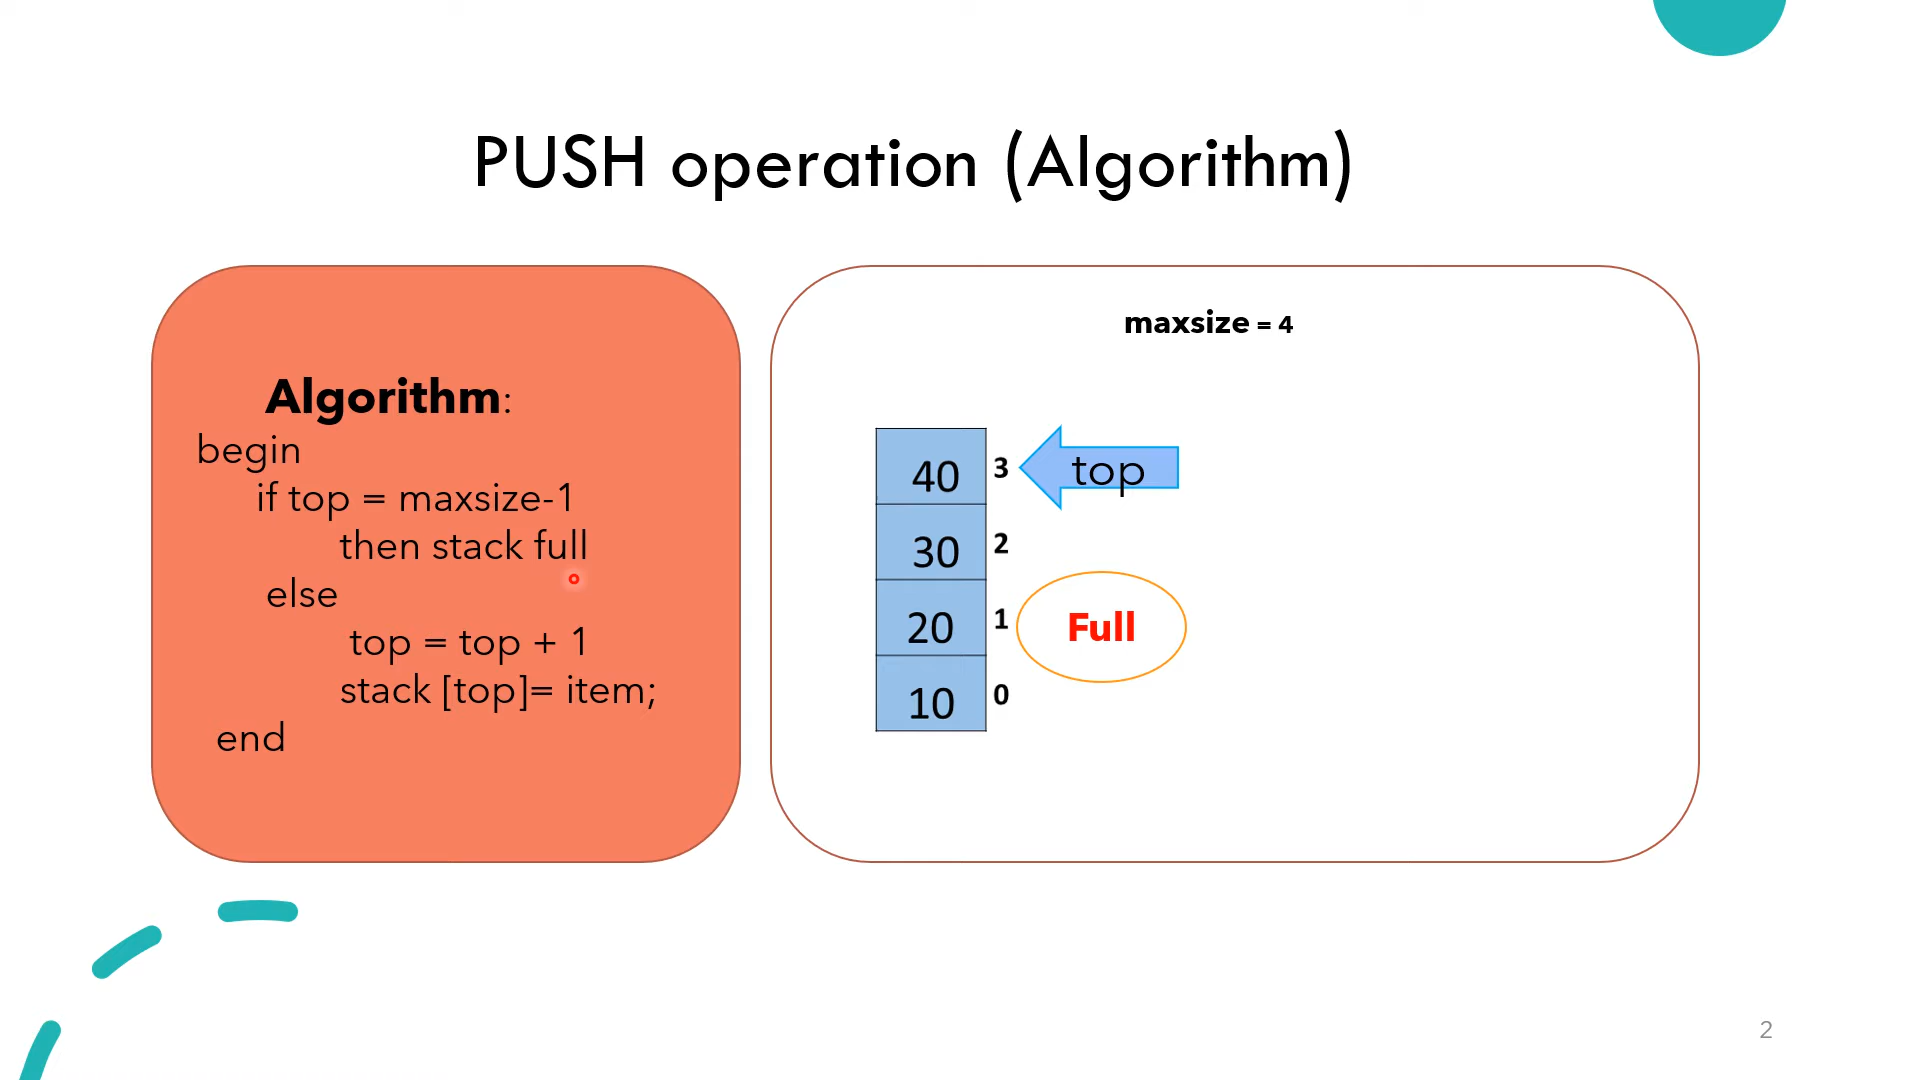 PUSH operation (Algorithm)
Algorithm:
begin
if top = maxsize-1
then stack full
else
top = top + 1
stack [top]= item;
end
maxsize = 4
40 3 top
30 2
20 1 Full
10 0
2